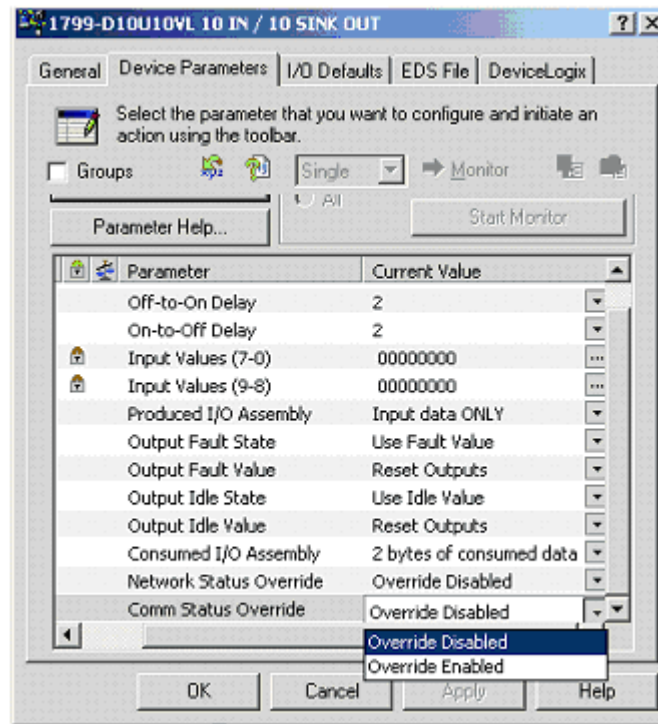 1799-D10U10VL 10 IN / 10 SINK OUT
General Device Parameters I/O Defaults EDS File DeviceLogix
Select the parameter that you want to configure and initiate an
action using the toolbar.
Groups Single Monitor
All
Parameter Help... Start Monitor
Parameter Current Value
Off-to-On Delay 2
On-to-Off Delay 2
Input Values (7-0) 00000000
Input Values (9-8) 00000000
Produced I/O Assembly Input data ONLY
Output Fault State Use Fault Value
Output Fault Value Reset Outputs
Output Idle State Use Idle Value
Output Idle Value Reset Outputs
Consumed I/O Assembly 2 bytes of consumed data
Network Status Override Override Disabled
Comm Status Override Override Disabled
Override Disabled
Override Enabled
OK Cancel Apply Help